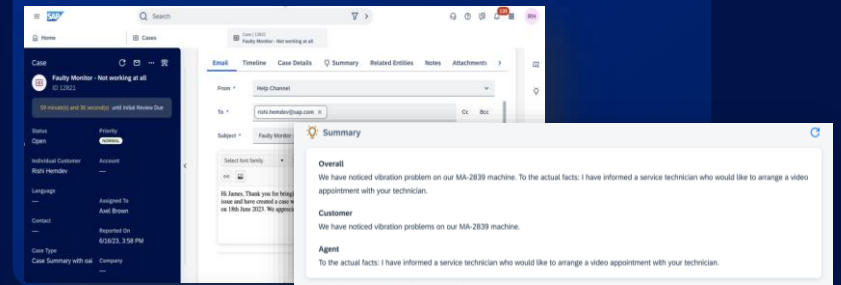 SAP
Search
120
RH
Home
Cases
Case | 12821
Faulty Monitor - Not working at all
Case
Faulty Monitor - Not working at all
ID 12821
59 minute(s) and 36 second(s) until Initial Review Due
Status
Priority
Open
NORMAL
Individual Customer
Account
Rishi Hemdev
—
Language
—
Assigned To
Axel Brown
Contact
—
Reported On
6/16/23, 3:58 PM
Case Type
Company
Case Summary with oai
—
Email Timeline Case Details Summary Related Entities Notes Attachments
From *
Help Channel
To *
rishi.hemdev@sap.com ×
Cc Bcc
Subject *
Faulty Monitor
Select font family
Hi James, Thank you for bringi
issue and have created a case w
on 18th June 2023. We appreci
Summary
Overall
We have noticed vibration problem on our MA-2839 machine. To the actual facts: I have informed a service technician who would like to arrange a video
appointment with your technician.
Customer
We have noticed vibration problems on our MA-2839 machine.
Agent
To the actual facts: I have informed a service technician who would like to arrange a video appointment with your technician.